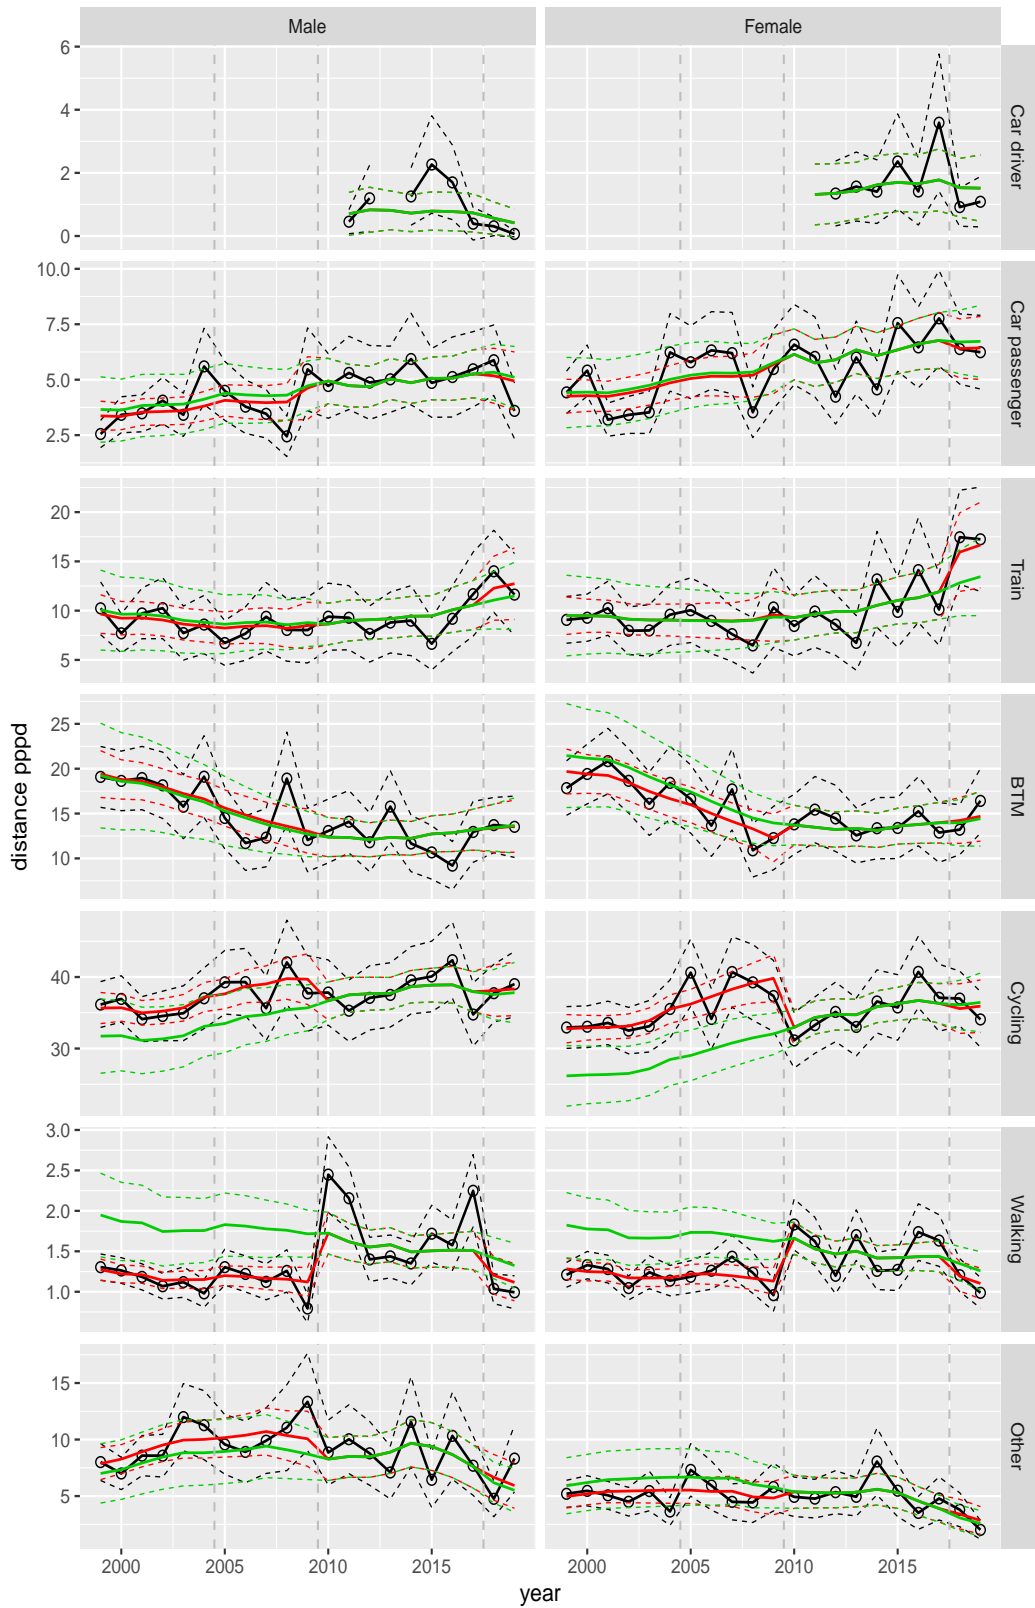 Male Female
6
4
2
0
Car driver
10.0
7.5
5.0
2.5
Car passenger
20
15
10
5
Train
25
20
15
10
BTM
40
30
Cycling
3.0
2.5
2.0
1.5
1.0
Walking
15
10
5
Other
2000 2005 2010 2015 2000 2005 2010 2015
year
distance pppd